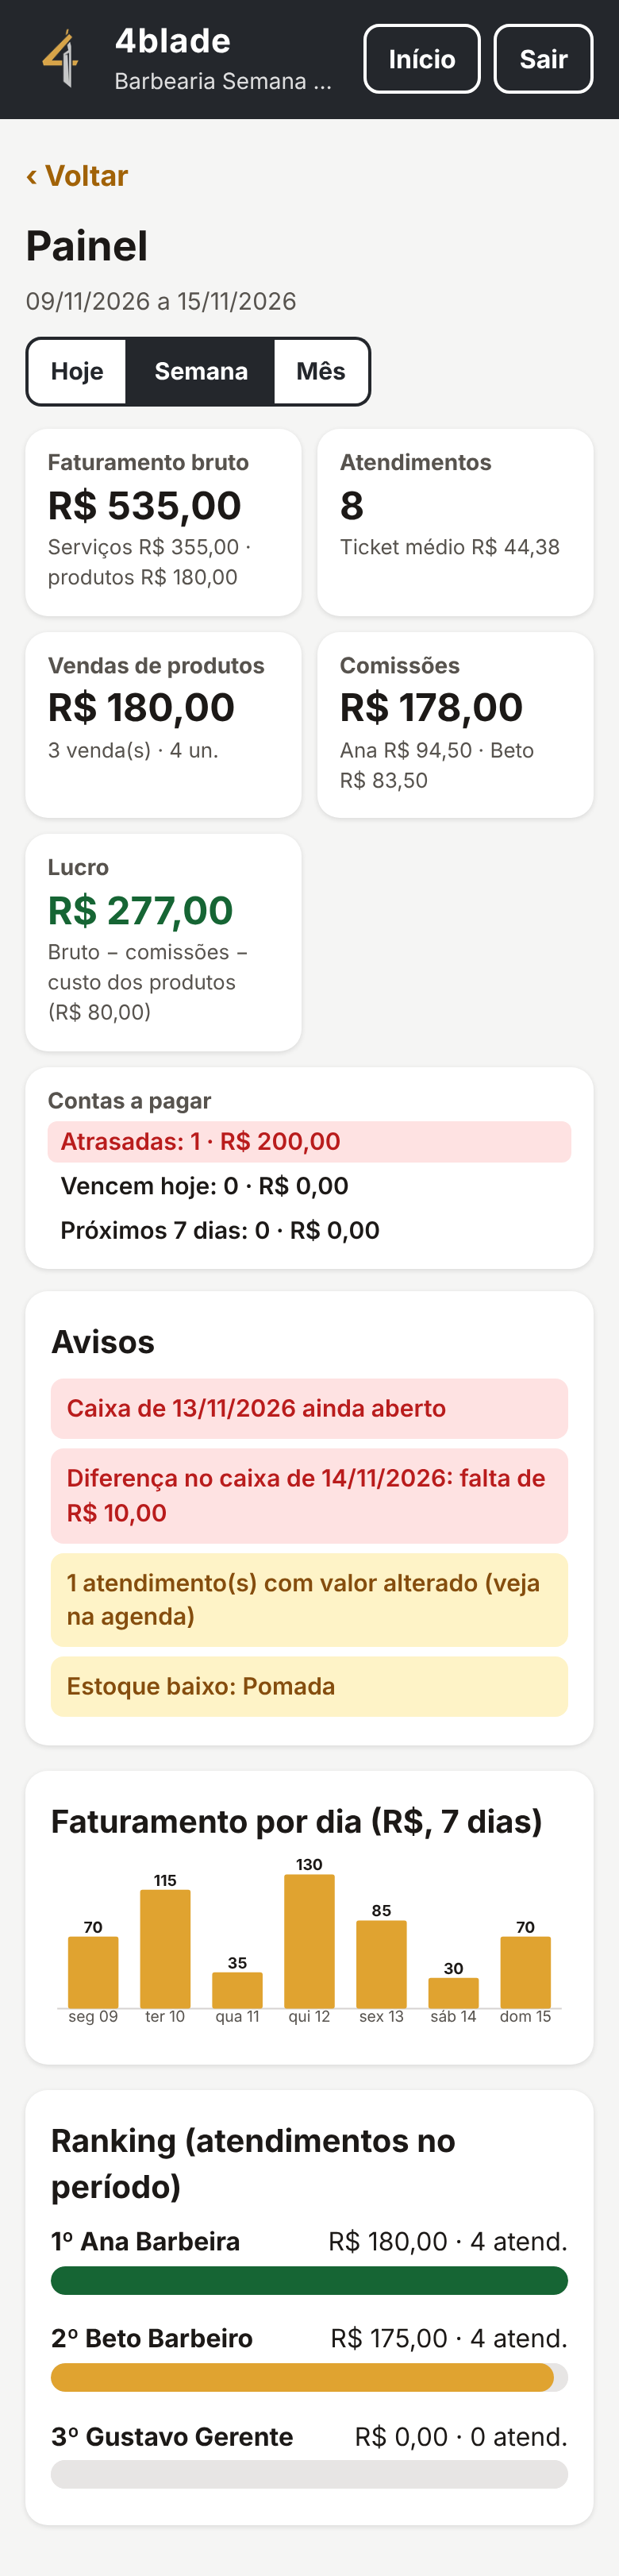 4blade
Barbearia Semana ...
Início
Sair
‹ Voltar
Painel
09/11/2026 a 15/11/2026
Hoje
Semana
Mês
Faturamento bruto
R$ 535,00
Serviços R$ 355,00 ·
produtos R$ 180,00
Atendimentos
8
Ticket médio R$ 44,38
Vendas de produtos
R$ 180,00
3 venda(s) · 4 un.
Comissões
R$ 178,00
Ana R$ 94,50 · Beto
R$ 83,50
Lucro
R$ 277,00
Bruto − comissões −
custo dos produtos
(R$ 80,00)
Contas a pagar
Atrasadas: 1 · R$ 200,00
Vencem hoje: 0 · R$ 0,00
Próximos 7 dias: 0 · R$ 0,00
Avisos
Caixa de 13/11/2026 ainda aberto
Diferença no caixa de 14/11/2026: falta de
R$ 10,00
1 atendimento(s) com valor alterado (veja
na agenda)
Estoque baixo: Pomada
Faturamento por dia (R$, 7 dias)
70
115
35
130
85
30
70
seg 09
ter 10
qua 11
qui 12
sex 13
sáb 14
dom 15
Ranking (atendimentos no
período)
1º Ana Barbeira
R$ 180,00 · 4 atend.
2º Beto Barbeiro
R$ 175,00 · 4 atend.
3º Gustavo Gerente
R$ 0,00 · 0 atend.